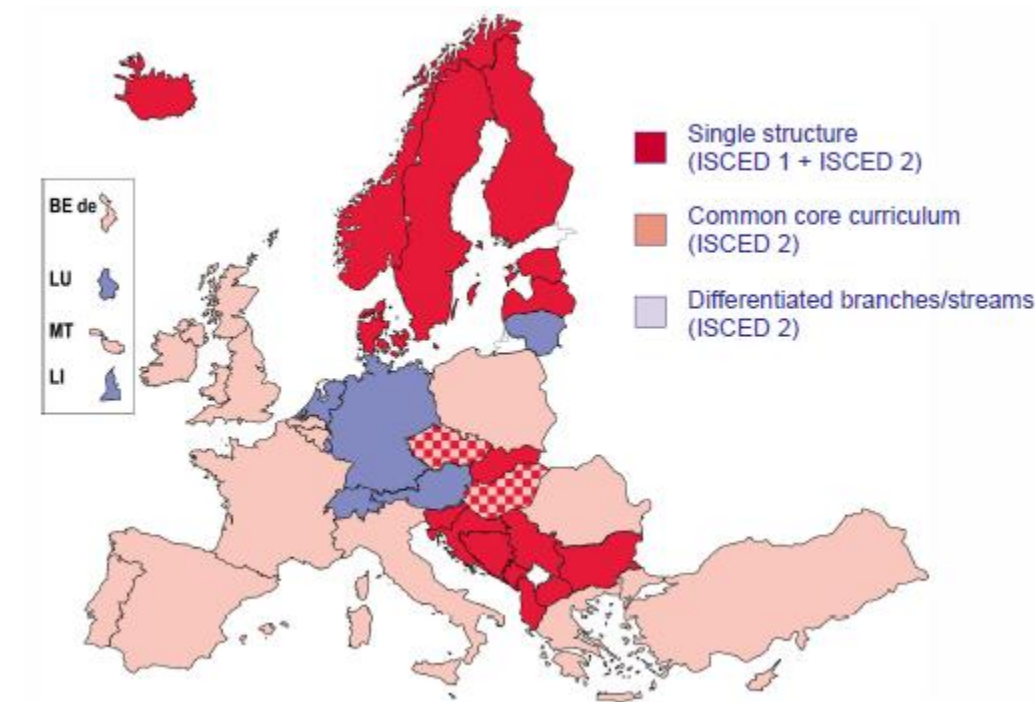 Single structure
(ISCED 1 + ISCED 2)
Common core curriculum
(ISCED 2)
Differentiated branches/streams
(ISCED 2)
BE de
LU
MT
LI